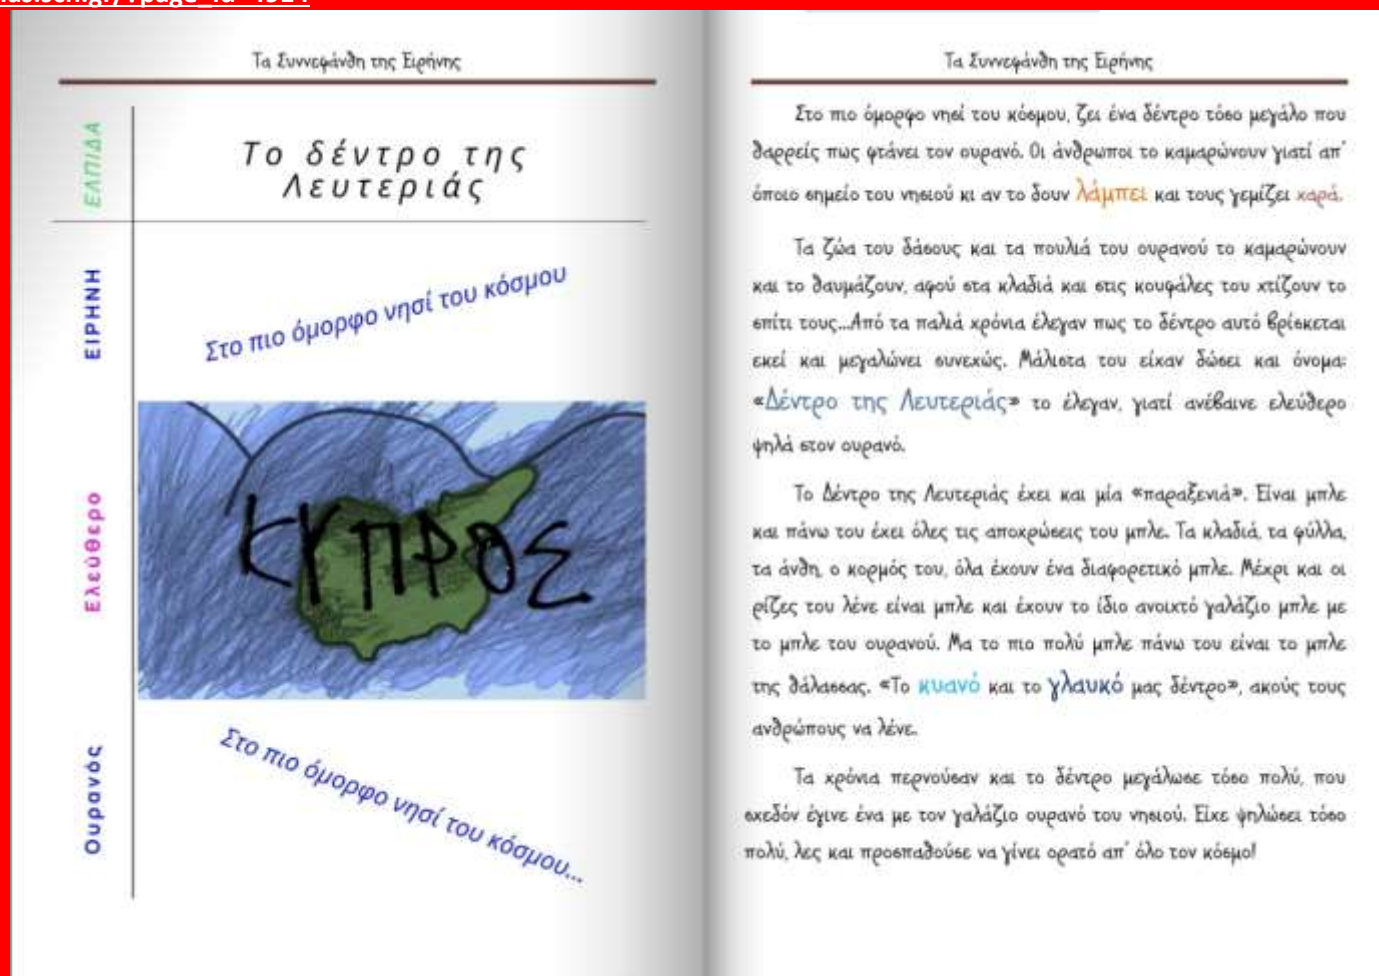 Τα Συννεφάνθη της Ειρήνης
ΕΛΠΙΔΑ
Το δέντρο της
Λευτεριάς
ΕΙΡΗΝΗ
Στο πιο όμορφο νησί του κόσμου
ΚΥΠΡΟΣ
Ελεύθερο
Στο πιο όμορφο νησί του κόσμου...
Ουρανός
Τα Συννεφάνθη της Ειρήνης
Στο πιο όμορφο νησί του κόσμου, ζει ένα δέντρο τόσο μεγάλο που
θαρρείς πως φτάνει τον ουρανό. Οι άνθρωποι το καμαρώνουν γιατί απ'
όποιο σημείο του νησιού κι αν το δουν λάμπει και τους γεμίζει χαρά.
Τα ζώα του δάσους και τα πουλιά του ουρανού το καμαρώνουν
και το θαυμάζουν, αφού στα κλαδιά και στις κουφάλες του χτίζουν το
σπίτι τους...Από τα παλιά χρόνια έλεγαν πως το δέντρο αυτό βρίσκεται
εκεί και μεγαλώνει συνεχώς. Μάλιστα του είχαν δώσει και όνομα:
«Δέντρο της Λευτεριάς» το έλεγαν, γιατί ανέβαινε ελεύθερο
ψηλά στον ουρανό.
Το Δέντρο της Λευτεριάς έχει και μία «παραξενιά». Είναι μπλε
και πάνω του έχει όλες τις αποχρώσεις του μπλε. Τα κλαδιά, τα φύλλα,
τα άνθη, ο κορμός του, όλα έχουν ένα διαφορετικό μπλε. Μέχρι και οι
ρίζες του λένε είναι μπλε και έχουν το ίδιο ανοιχτό γαλάζιο μπλε με
το μπλε του ουρανού. Μα το πιο πολύ μπλε πάνω του είναι το μπλε
της θάλασσας. «Το κυανό και το γλαυκό μας δέντρο», ακούς τους
ανθρώπους να λένε.
Τα χρόνια περνούσαν και το δέντρο μεγάλωσε τόσο πολύ, που
σχεδόν έγινε ένα με τον γαλάζιο ουρανό του νησιού. Είχε ψηλώσει τόσο
πολύ, λες και προσπαθούσε να γίνει ορατό απ' όλο τον κόσμο!